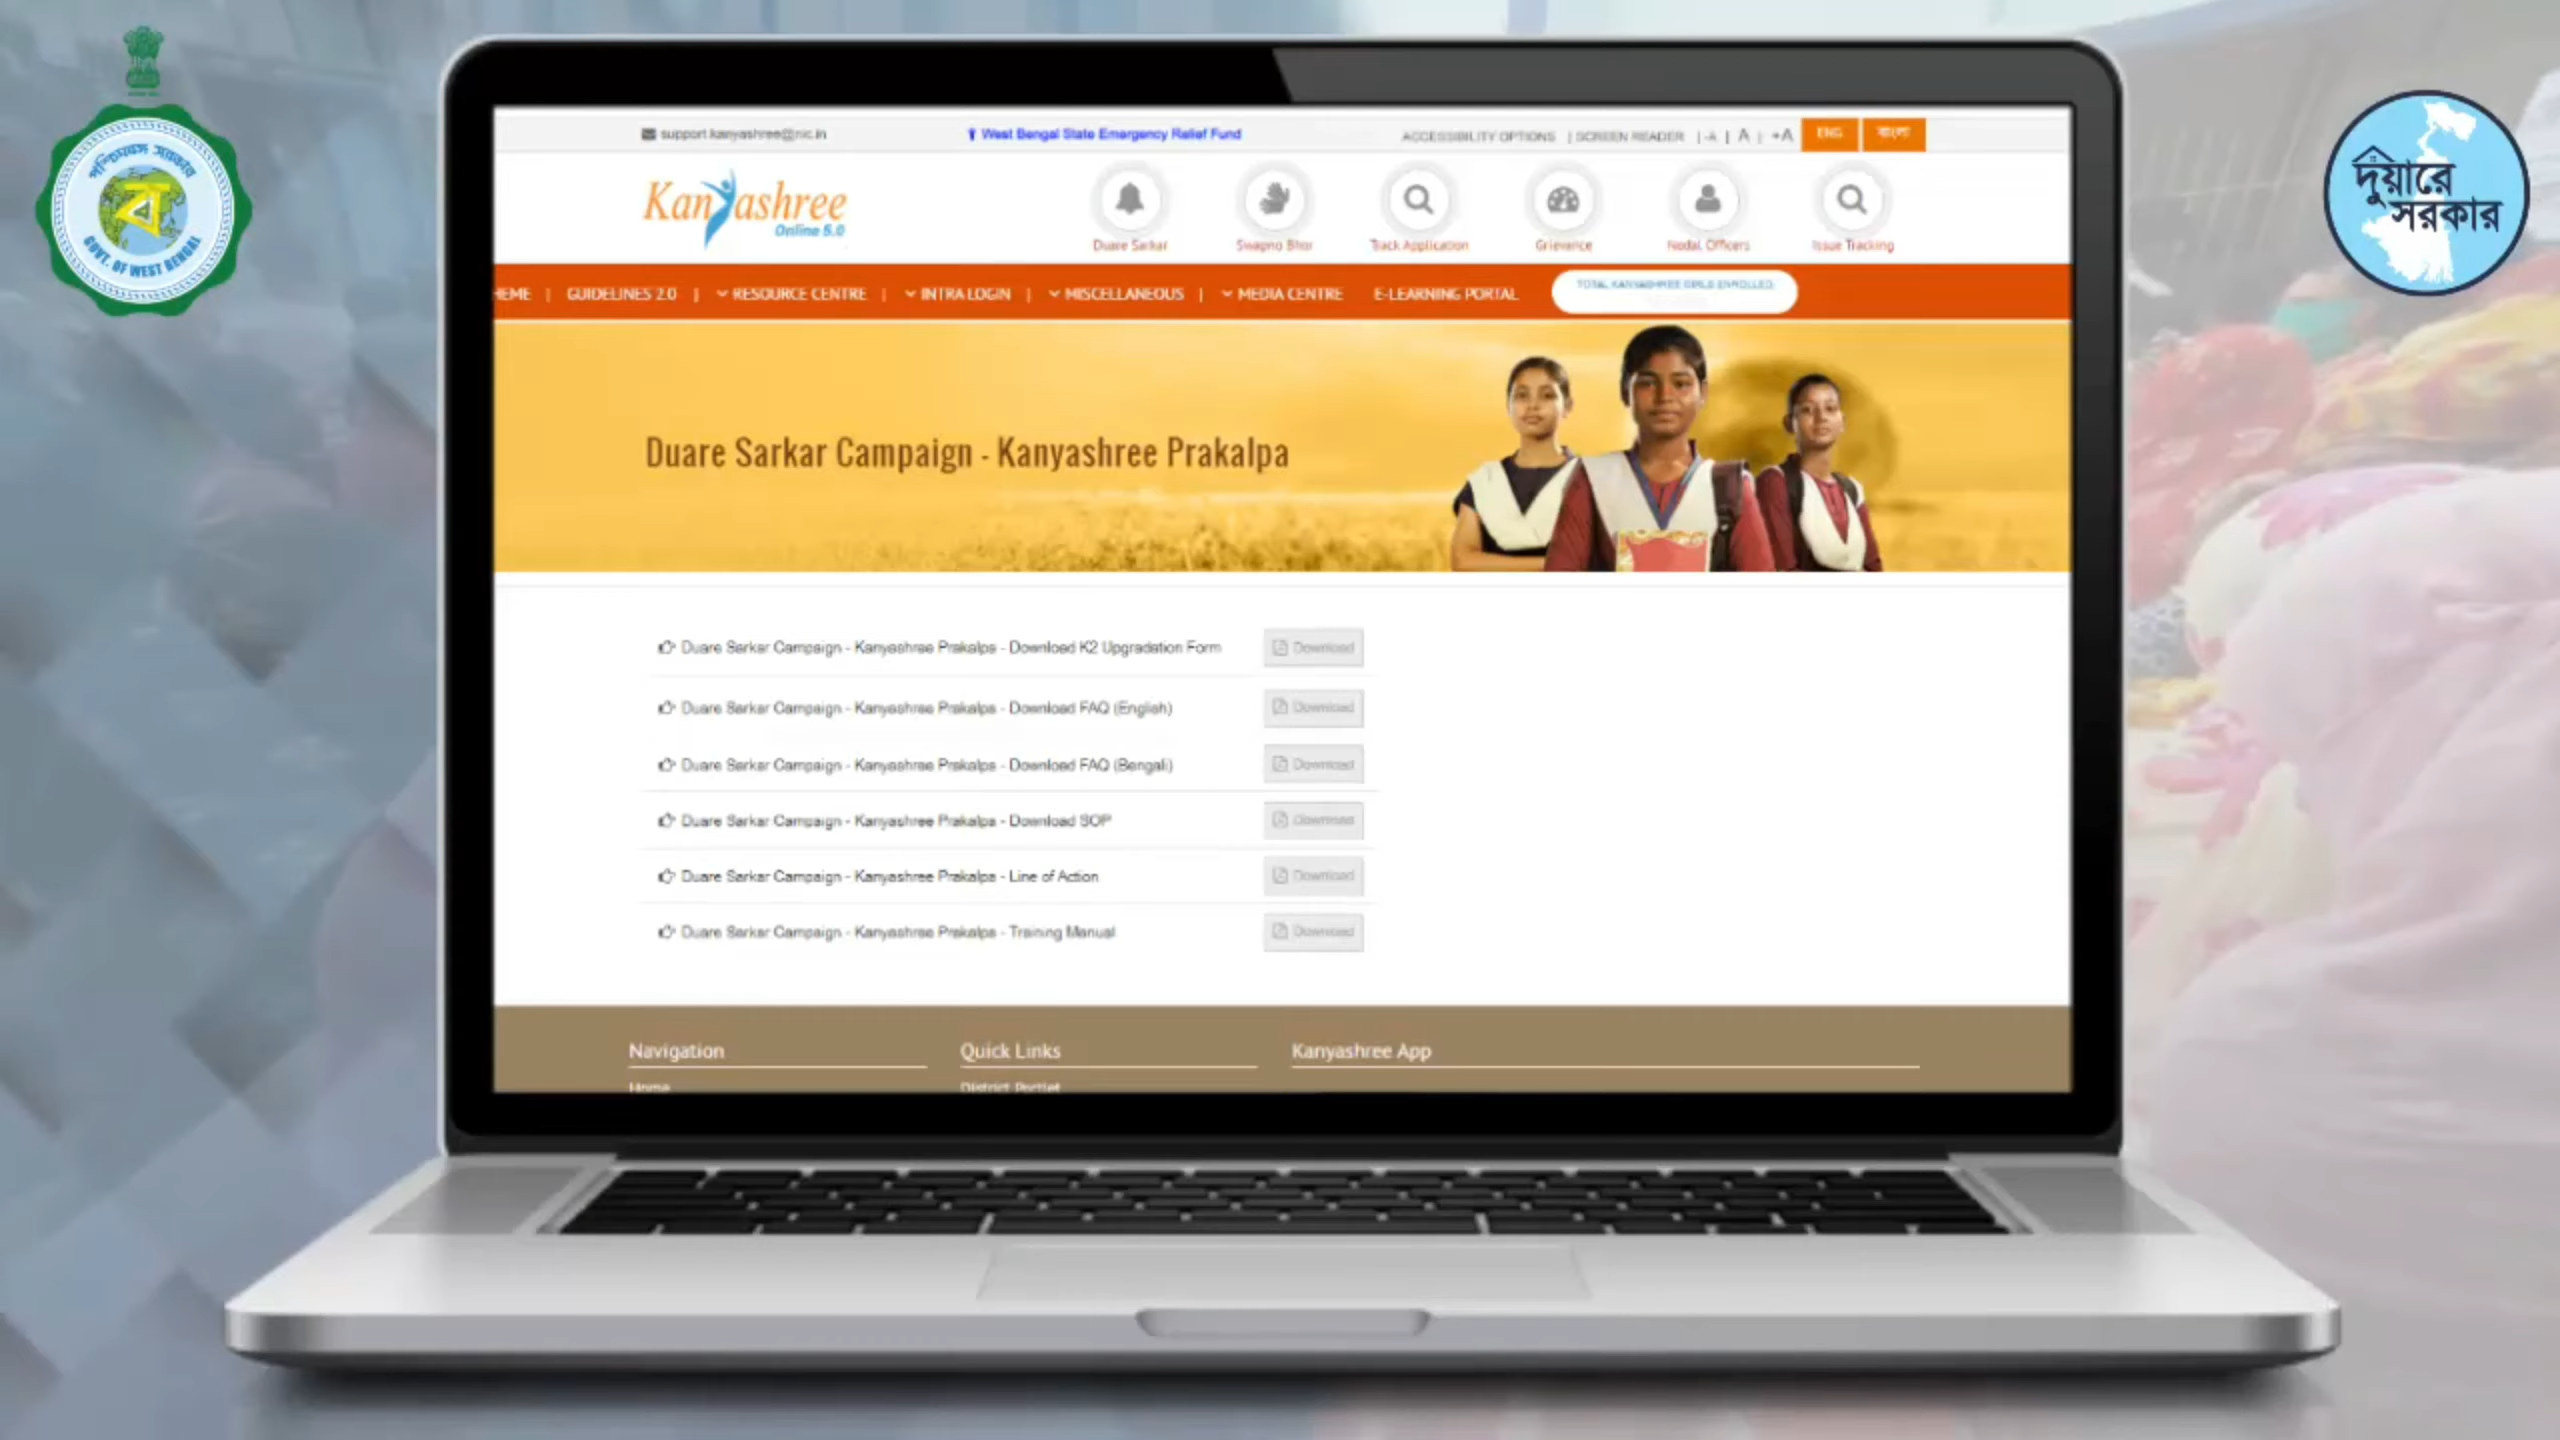 পশ্চিমবঙ্গ সরকার
GOVT. OF WEST BENGAL
দুয়ারে
সরকার
support.kanyashree@nic.in
West Bengal State Emergency Relief Fund
ACCESSIBILITY OPTIONS | SCREEN READER | -A | A | +A
ENG
বাংলা
Kanyashree
Online 5.0
Duare Sarkar
Swapno Bhor
Track Application
Grievance
Nodal Officers
Issue Tracking
HEME | GUIDELINES 2.0 | RESOURCE CENTRE | INTRA LOGIN | MISCELLANEOUS | MEDIA CENTRE E-LEARNING PORTAL
TOTAL KANYASHREE GIRLS ENROLLED
Duare Sarkar Campaign - Kanyashree Prakalpa
Duare Sarkar Campaign - Kanyashree Prakalpa - Download K2 Upgradation Form Download
Duare Sarkar Campaign - Kanyashree Prakalpa - Download FAQ (English) Download
Duare Sarkar Campaign - Kanyashree Prakalpa - Download FAQ (Bengali) Download
Duare Sarkar Campaign - Kanyashree Prakalpa - Download SOP Download
Duare Sarkar Campaign - Kanyashree Prakalpa - Line of Action Download
Duare Sarkar Campaign - Kanyashree Prakalpa - Training Manual Download
Navigation
Quick Links
Kanyashree App
Home
District Portlet